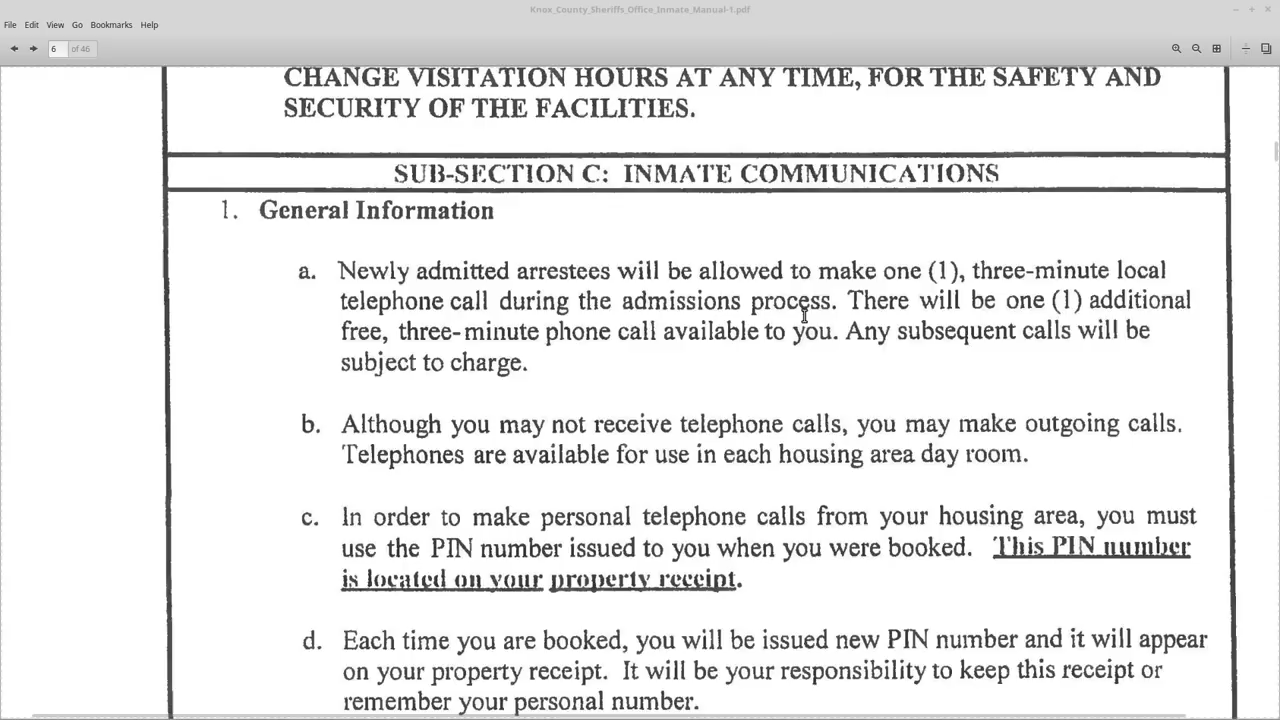 Knox_County_Sheriffs_Office_Inmate_Manual-1.pdf
File Edit View Go Bookmarks Help
6 of 46
CHANGE VISITATION HOURS AT ANY TIME, FOR THE SAFETY AND
SECURITY OF THE FACILITIES.
SUB-SECTION C: INMATE COMMUNICATIONS
1. General Information
a. Newly admitted arrestees will be allowed to make one (1), three-minute local
telephone call during the admissions process. There will be one (1) additional
free, three-minute phone call available to you. Any subsequent calls will be
subject to charge.
b. Although you may not receive telephone calls, you may make outgoing calls.
Telephones are available for use in each housing area day room.
c. In order to make personal telephone calls from your housing area, you must
use the PIN number issued to you when you were booked. This PIN number
is located on your property receipt.
d. Each time you are booked, you will be issued new PIN number and it will appear
on your property receipt. It will be your responsibility to keep this receipt or
remember your personal number.